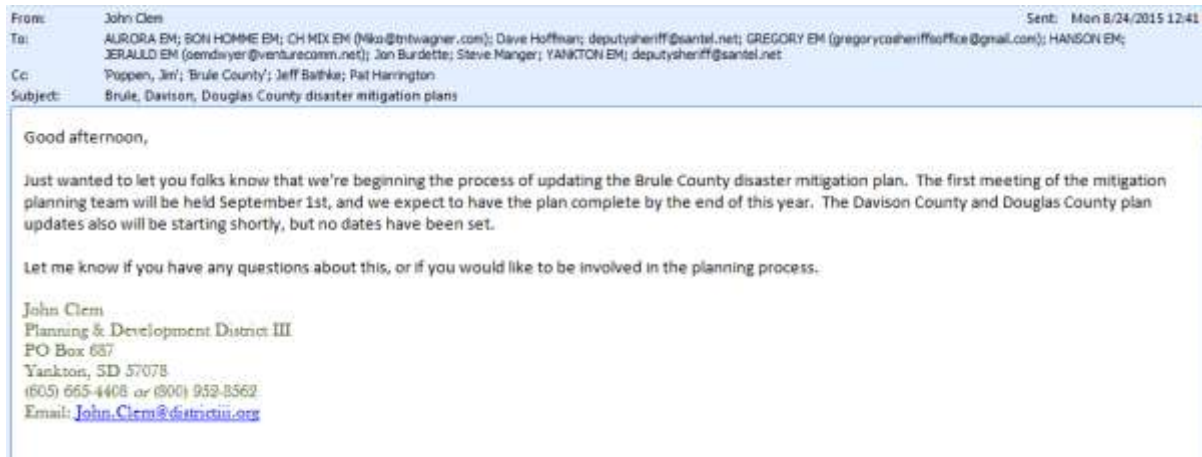 From: John Clem Sent: Mon 8/24/2015 12:41
To: AURORA EM; BON HOMME EM; CH MIX EM (Mike@tntwagner.com); Dave Hoffman; deputysheriff@santel.net; GREGORY EM (gregorycosheriffsoffice@gmail.com); HANSON EM;
JERAULD EM (oemdwyer@venturecomm.net); Jon Burdette; Steve Manger; YANKTON EM; deputysheriff@santel.net
Cc: 'Poppen, Jim'; 'Brule County'; Jeff Bathke; Pat Harrington
Subject: Brule, Davison, Douglas County disaster mitigation plans
Good afternoon,
Just wanted to let you folks know that we're beginning the process of updating the Brule County disaster mitigation plan. The first meeting of the mitigation
planning team will be held September 1st, and we expect to have the plan complete by the end of this year. The Davison County and Douglas County plan
updates also will be starting shortly, but no dates have been set.
Let me know if you have any questions about this, or if you would like to be involved in the planning process.
John Clem
Planning & Development District III
PO Box 687
Yankton, SD 57078
(605) 665-4408 or (800) 952-3562
Email: John.Clem@districtiii.org